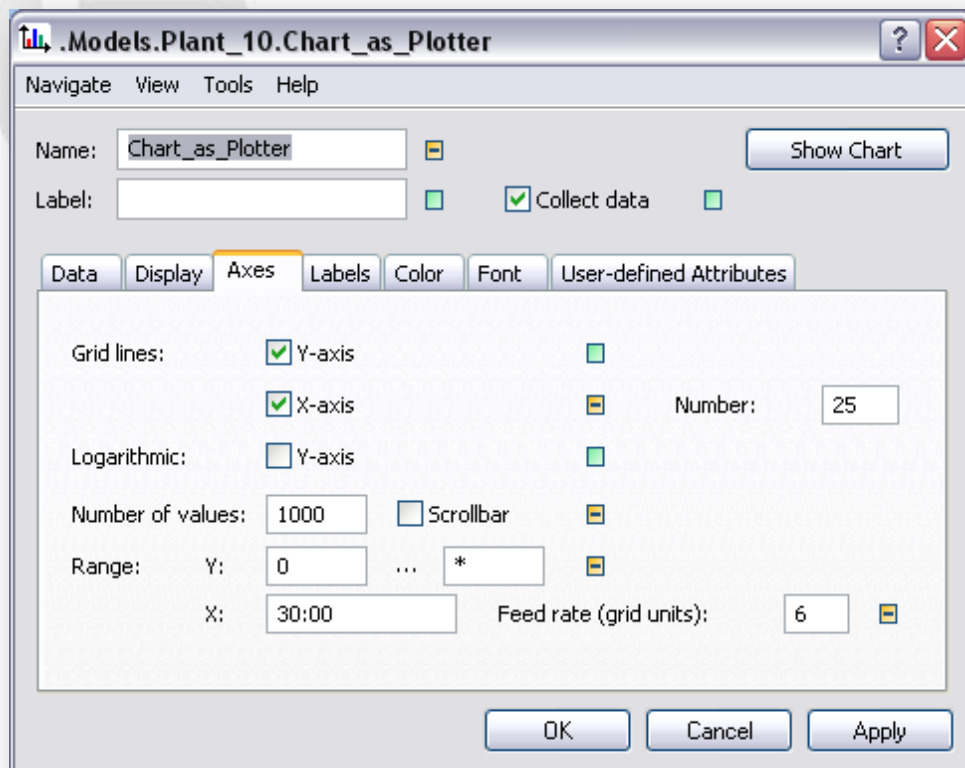 .Models.Plant_10.Chart_as_Plotter
Navigate View Tools Help
Name: Chart_as_Plotter Show Chart
Label: Collect data
Data Display Axes Labels Color Font User-defined Attributes
Grid lines: Y-axis
X-axis Number: 25
Logarithmic: Y-axis
Number of values: 1000 Scrollbar
Range: Y: 0 ... *
X: 30:00 Feed rate (grid units): 6
OK Cancel Apply